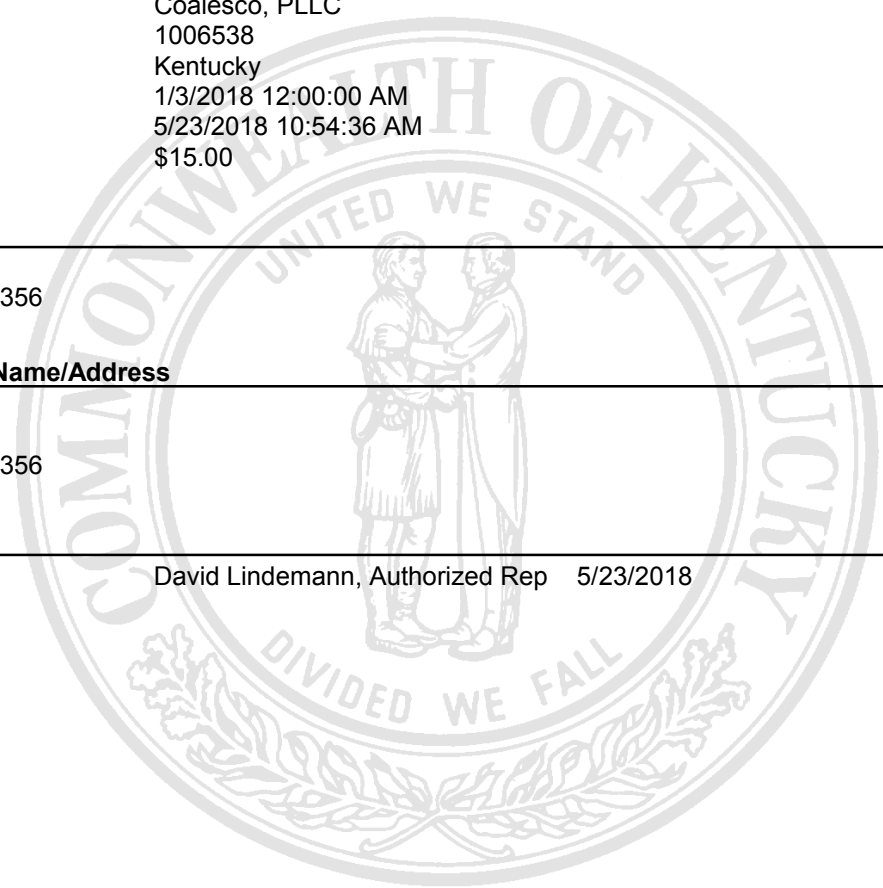 Coalesco, PLLC
1006538
Kentucky
1/3/2018 12:00:00 AM
5/23/2018 10:54:36 AM
$15.00
COMMONWEALTH OF KENTUCKY
UNITED WE STAND
356
Name/Address
356
David Lindemann, Authorized Rep 5/23/2018
DIVIDED WE FALL